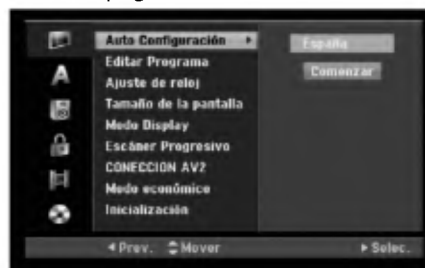 Auto Configuración
España
Editar Programa
Comenzar
Ajuste de reloj
Tamaño de la pantalla
Modo Display
Escáner Progresivo
CONECCION AV2
Modo económico
Inicialización
Prev. Mover Selec.